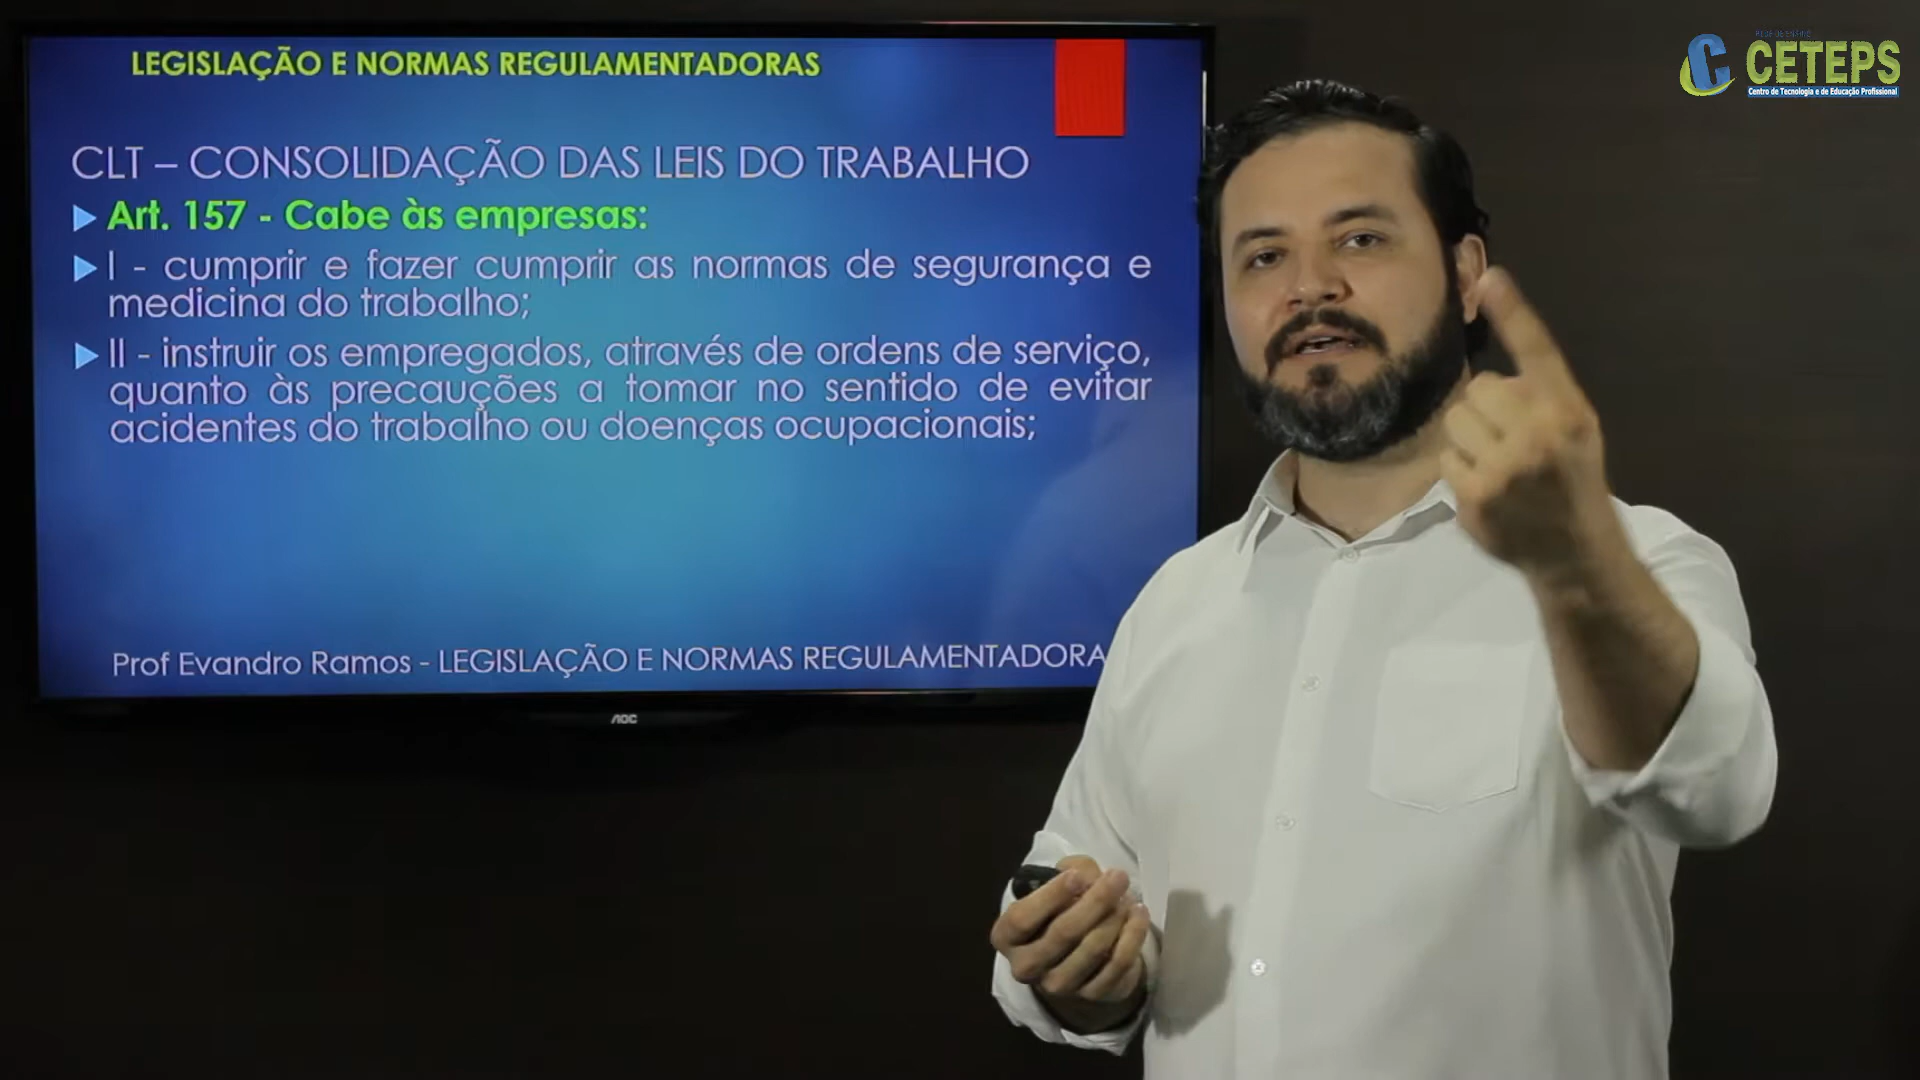 LEGISLAÇÃO E NORMAS REGULAMENTADORAS
CLT – CONSOLIDAÇÃO DAS LEIS DO TRABALHO
Art. 157 - Cabe às empresas:
I - cumprir e fazer cumprir as normas de segurança e
medicina do trabalho;
II - instruir os empregados, através de ordens de serviço,
quanto às precauções a tomar no sentido de evitar
acidentes do trabalho ou doenças ocupacionais;
Prof Evandro Ramos - LEGISLAÇÃO E NORMAS REGULAMENTADORA
AOC
CETEPS
Centro de Tecnologia e de Educação Profissional